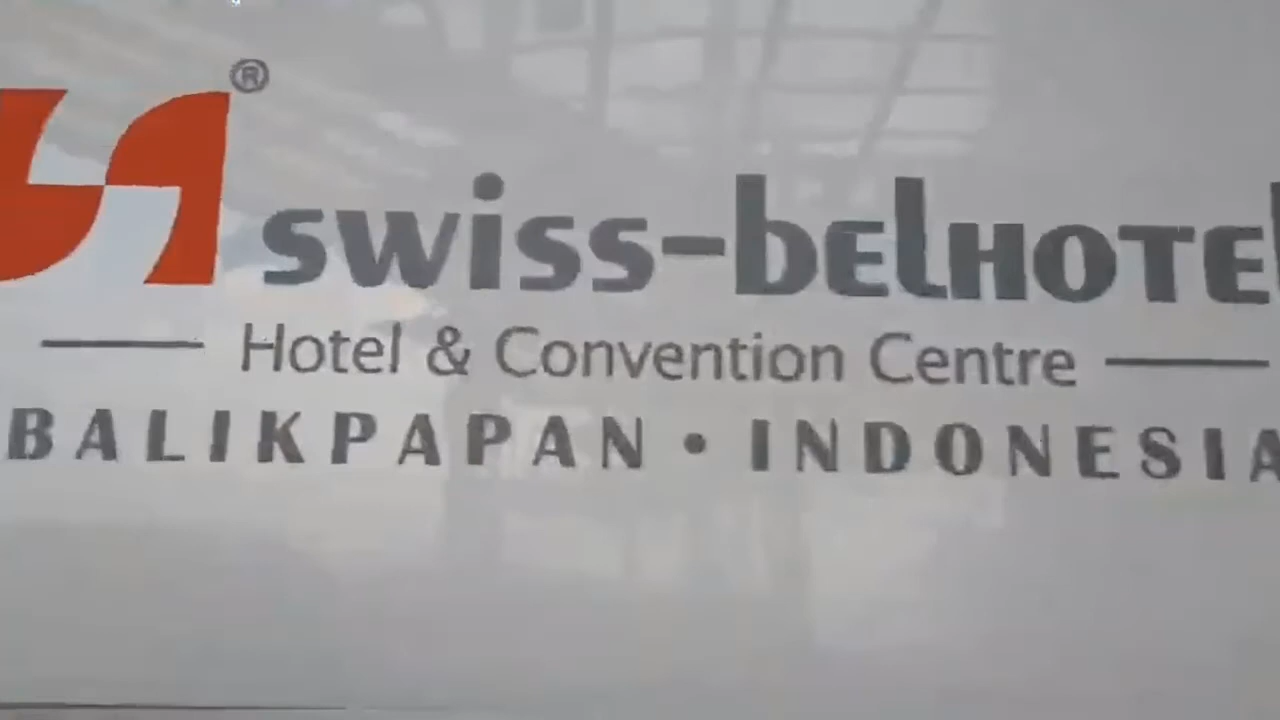 ®
swiss-belHOTEL
Hotel & Convention Centre
BALIKPAPAN • INDONESIA